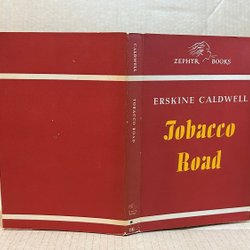 ZEPHYR BOOKS
ERSKINE CALDWELL
Tobacco
Road
CALDWELL
TOBACCO ROAD